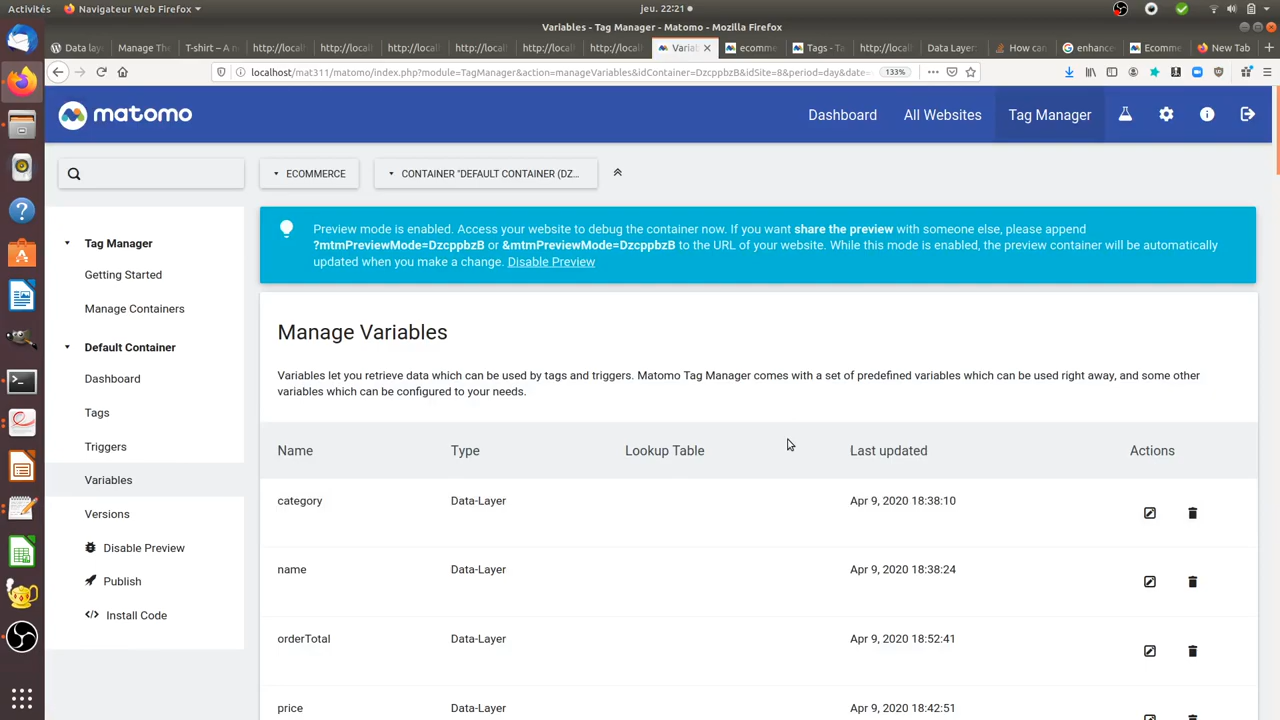 Activités
Navigateur Web Firefox
jeu. 22:21
Variables - Tag Manager - Matomo - Mozilla Firefox
Data lay
Manage The
T-shirt – A n
http://local
http://local
http://local
http://local
http://local
http://local
Varia
ecomm
Tags - Ta
http://local
Data Layer:
How can
enhance
Ecomme
New Tab
localhost/mat311/matomo/index.php?module=TagManager&action=manageVariables&idContainer=DzcppbzB&idSite=8&period=day&date=
133%
matomo
Dashboard
All Websites
Tag Manager
ECOMMERCE
CONTAINER "DEFAULT CONTAINER (DZ...
Preview mode is enabled. Access your website to debug the container now. If you want share the preview with someone else, please append
?mtmPreviewMode=DzcppbzB or &mtmPreviewMode=DzcppbzB to the URL of your website. While this mode is enabled, the preview container will be automatically
updated when you make a change. Disable Preview
Tag Manager
Getting Started
Manage Containers
Default Container
Dashboard
Tags
Triggers
Variables
Versions
Disable Preview
Publish
Install Code
Manage Variables
Variables let you retrieve data which can be used by tags and triggers. Matomo Tag Manager comes with a set of predefined variables which can be used right away, and some other
variables which can be configured to your needs.
Name Type Lookup Table Last updated Actions
category Data-Layer Apr 9, 2020 18:38:10
name Data-Layer Apr 9, 2020 18:38:24
orderTotal Data-Layer Apr 9, 2020 18:52:41
price Data-Layer Apr 9, 2020 18:42:51